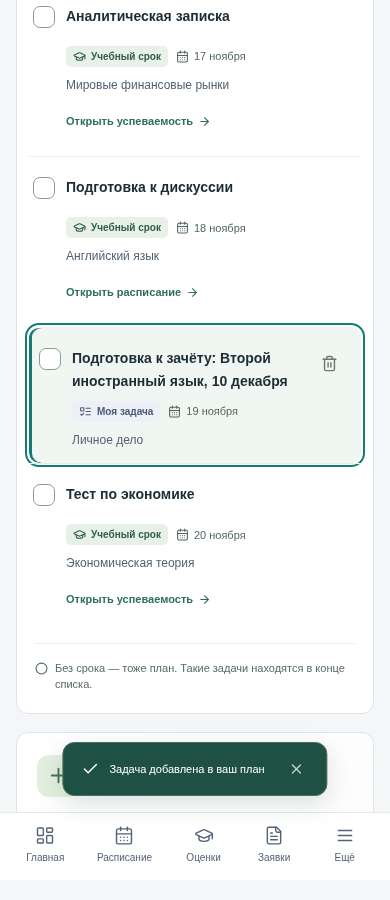 Аналитическая записка
Учебный срок 17 ноября
Мировые финансовые рынки
Открыть успеваемость →
Подготовка к дискуссии
Учебный срок 18 ноября
Английский язык
Открыть расписание →
Подготовка к зачёту: Второй
иностранный язык, 10 декабря
Моя задача 19 ноября
Личное дело
Тест по экономике
Учебный срок 20 ноября
Экономическая теория
Открыть успеваемость →
Без срока — тоже план. Такие задачи находятся в конце
списка.
Задача добавлена в ваш план
Главная Расписание Оценки Заявки Ещё